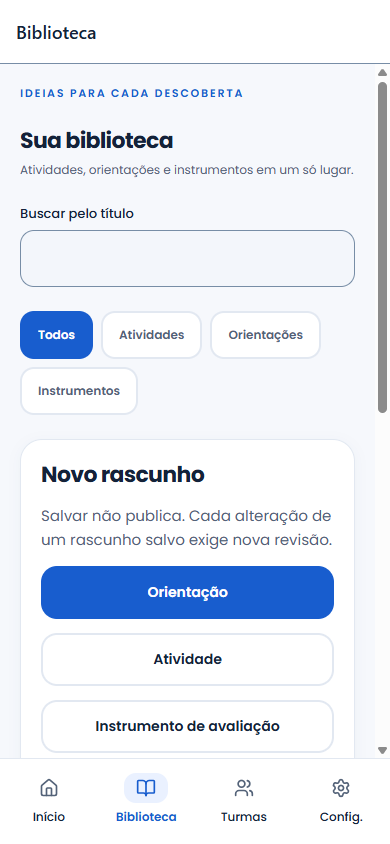 Biblioteca
IDEIAS PARA CADA DESCOBERTA
Sua biblioteca
Atividades, orientações e instrumentos em um só lugar.
Buscar pelo título
Todos
Atividades
Orientações
Instrumentos
Novo rascunho
Salvar não publica. Cada alteração de
um rascunho salvo exige nova revisão.
Orientação
Atividade
Instrumento de avaliação
Início
Biblioteca
Turmas
Config.